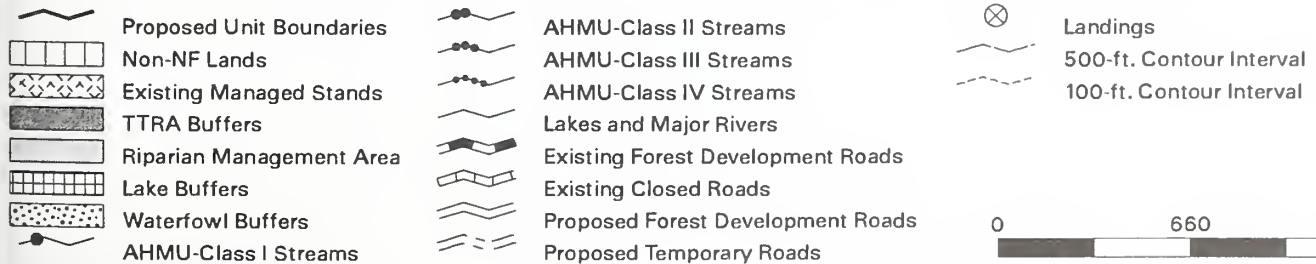 Proposed Unit Boundaries
Non-NF Lands
Existing Managed Stands
TTRA Buffers
Riparian Management Area
Lake Buffers
Waterfowl Buffers
AHMU-Class I Streams
AHMU-Class II Streams
AHMU-Class III Streams
AHMU-Class IV Streams
Lakes and Major Rivers
Existing Forest Development Roads
Existing Closed Roads
Proposed Forest Development Roads
Proposed Temporary Roads
Landings
500-ft. Contour Interval
100-ft. Contour Interval
0 660